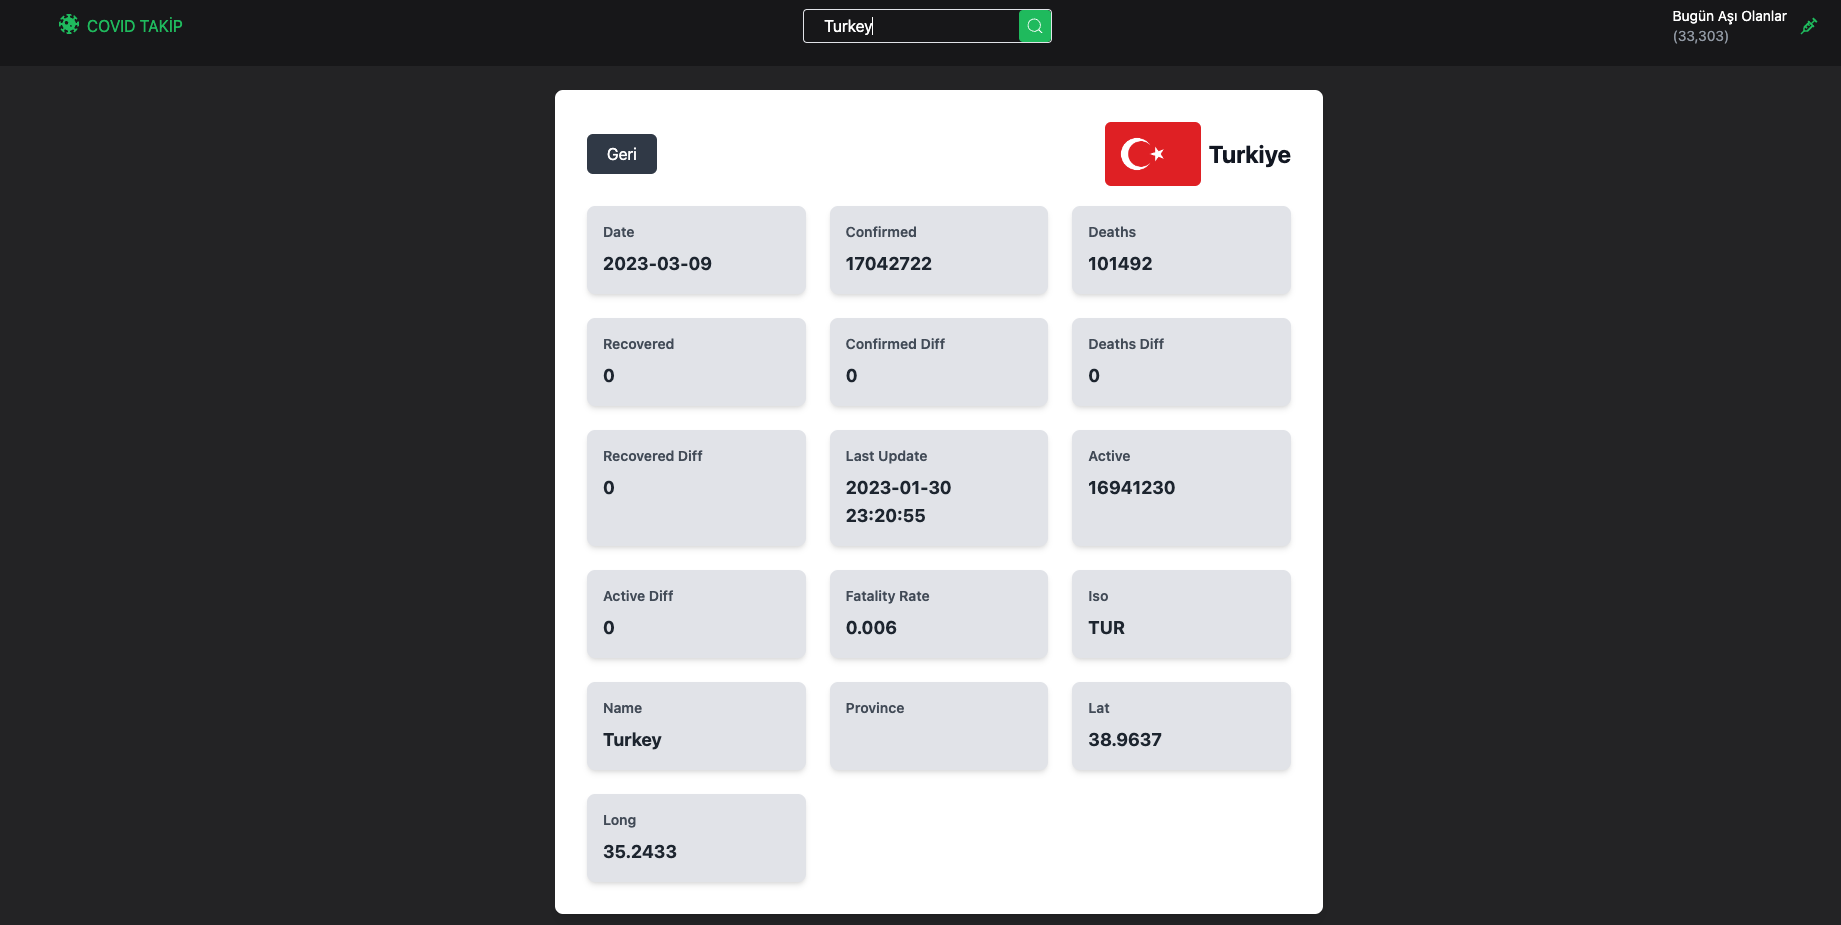 COVID TAKİP
Turkey
Bugün Aşı Olanlar
(33,303)
Geri
Turkiye
Date
2023-03-09
Confirmed
17042722
Deaths
101492
Recovered
0
Confirmed Diff
0
Deaths Diff
0
Recovered Diff
0
Last Update
2023-01-30
23:20:55
Active
16941230
Active Diff
0
Fatality Rate
0.006
Iso
TUR
Name
Turkey
Province
Lat
38.9637
Long
35.2433